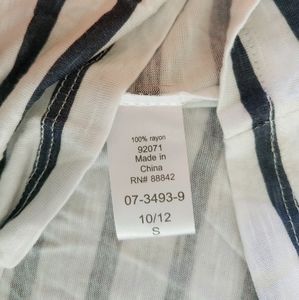 100% rayon
92071
Made in
China
RN# 88842
07-3493-9
10/12
S